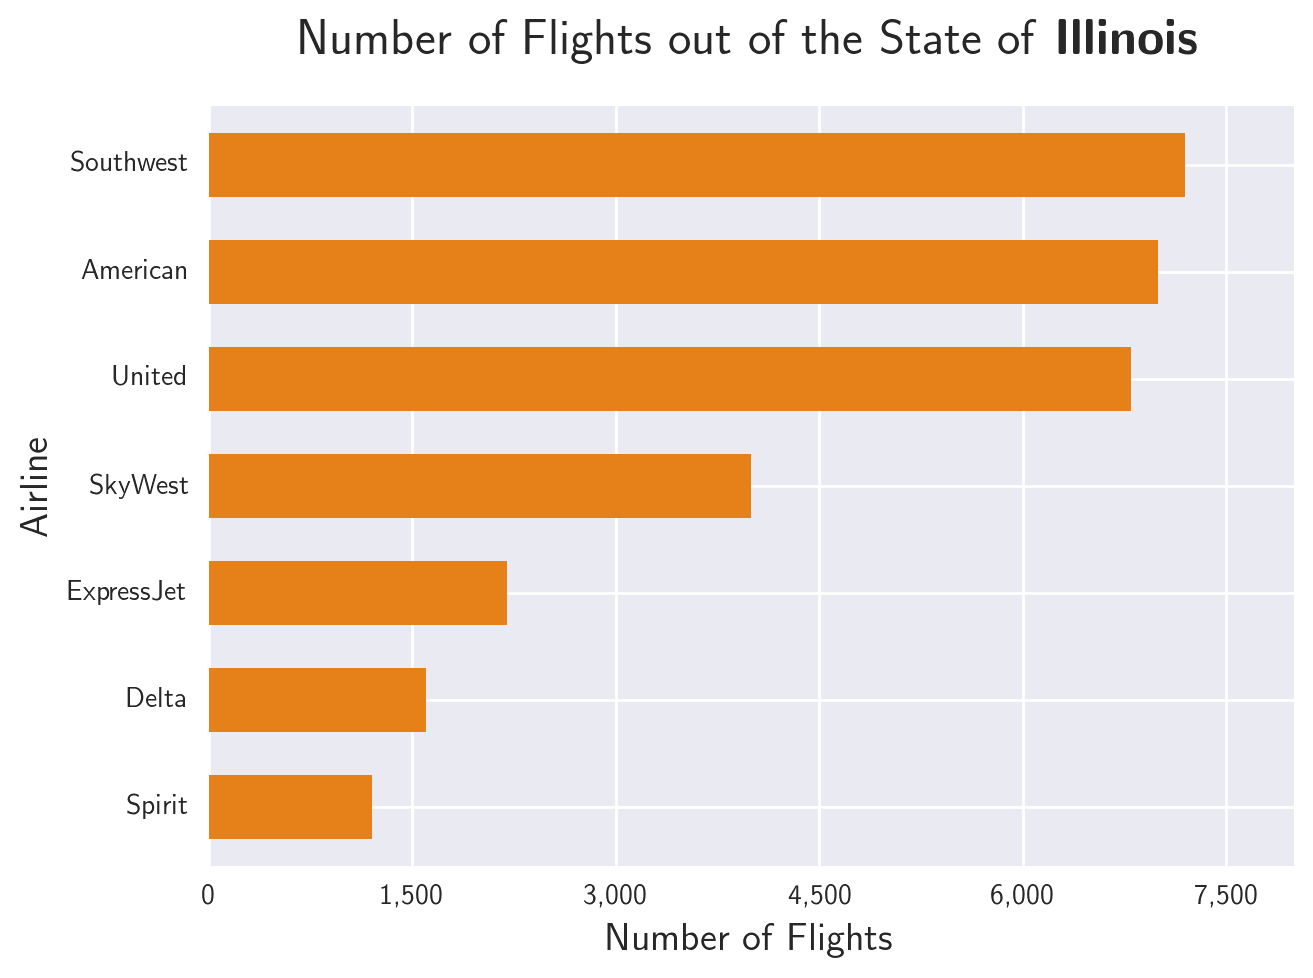 Number of Flights out of the State of Illinois
Southwest
American
United
SkyWest
ExpressJet
Delta
Spirit
Airline
0 1,500 3,000 4,500 6,000 7,500
Number of Flights